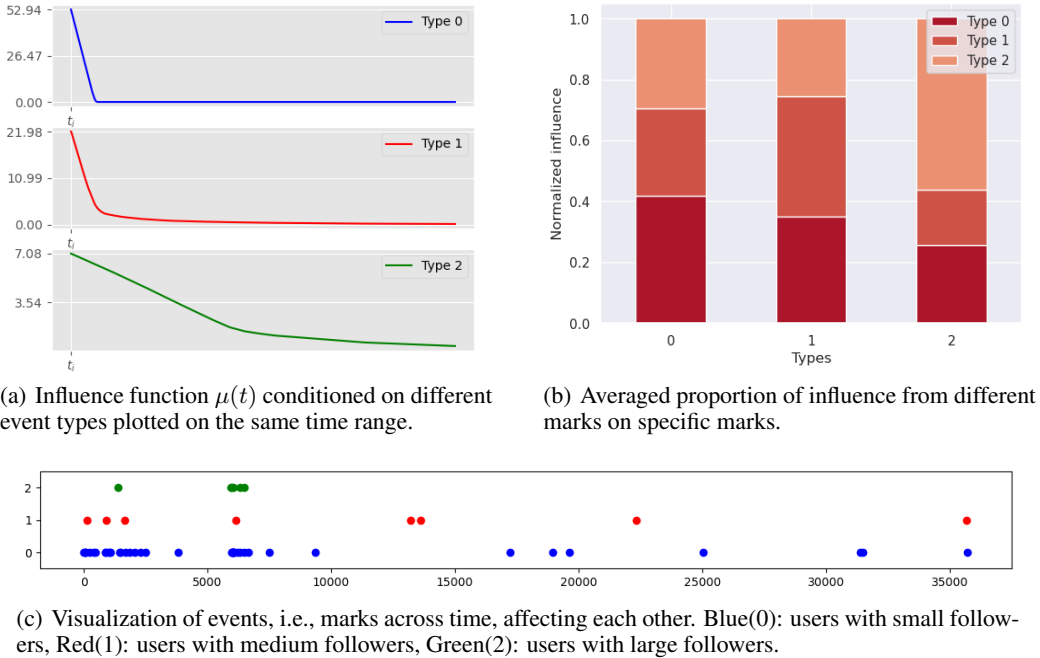 52.94
26.47
0.00
Type 0
t_i
21.98
10.99
0.00
Type 1
t_i
7.08
3.54
Type 2
t_i
Normalized influence
1.0
0.8
0.6
0.4
0.2
0.0
Type 0
Type 1
Type 2
0 1 2
Types
(a) Influence function μ(t) conditioned on different
event types plotted on the same time range.
(b) Averaged proportion of influence from different
marks on specific marks.
2
1
0
0 5000 10000 15000 20000 25000 30000 35000
(c) Visualization of events, i.e., marks across time, affecting each other. Blue(0): users with small follow-
ers, Red(1): users with medium followers, Green(2): users with large followers.